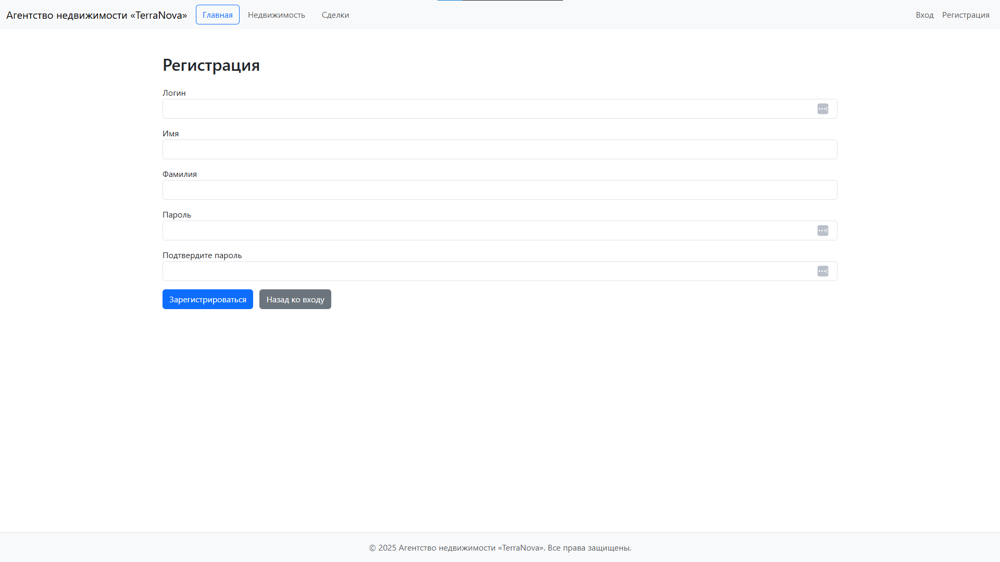 Агентство недвижимости «TerraNova» Главная Недвижимость Сделки Вход Регистрация
Регистрация
Логин
Имя
Фамилия
Пароль
Подтвердите пароль
Зарегистрироваться Назад ко входу
© 2025 Агентство недвижимости «TerraNova». Все права защищены.